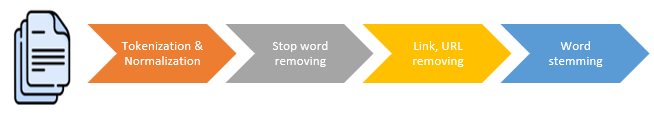 Tokenization &
Normalization
Stop word
removing
Link, URL
removing
Word
stemming